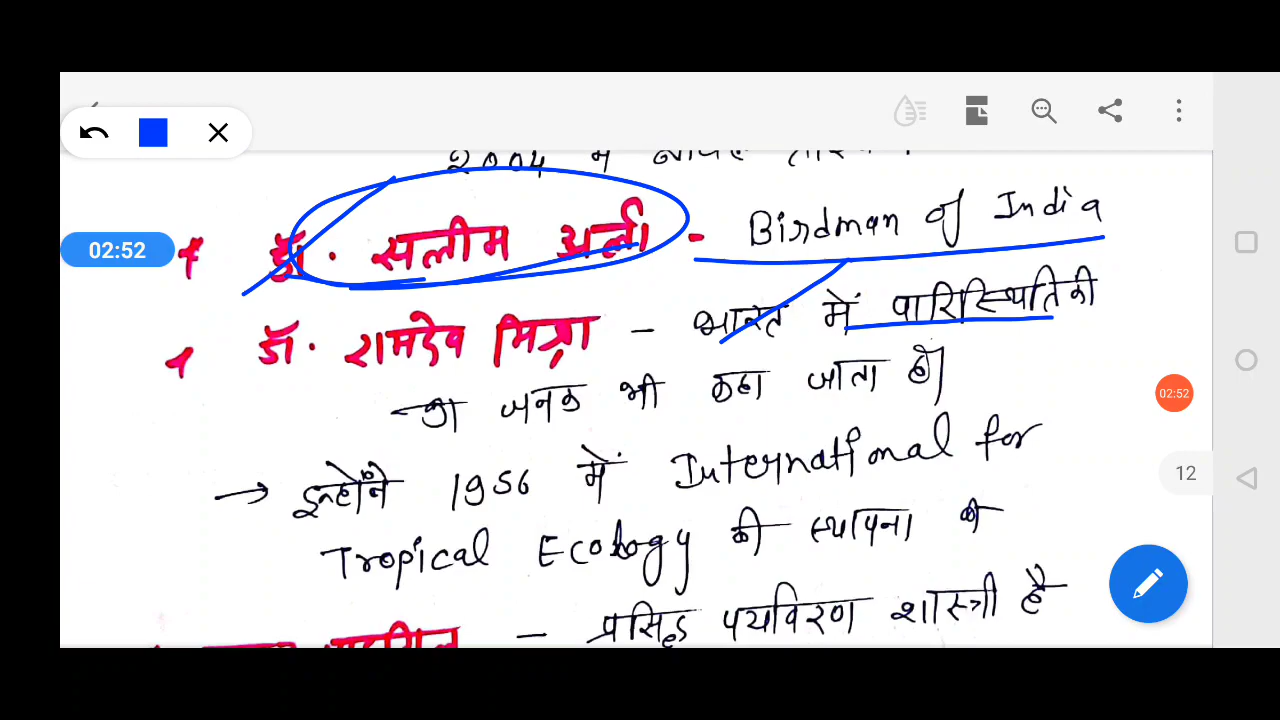 02:52
2004 में
डॉ. सलीम अली - Birdman of India
डॉ. रामदेव मिश्रा - भारत में पारिस्थितिकी
का जनक भी कहा जाता है।
→ इन्होंने 1956 में International for
Tropical Ecology की स्थापना की
- प्रसिद्ध पर्यावरण शास्त्री है
02:52
12